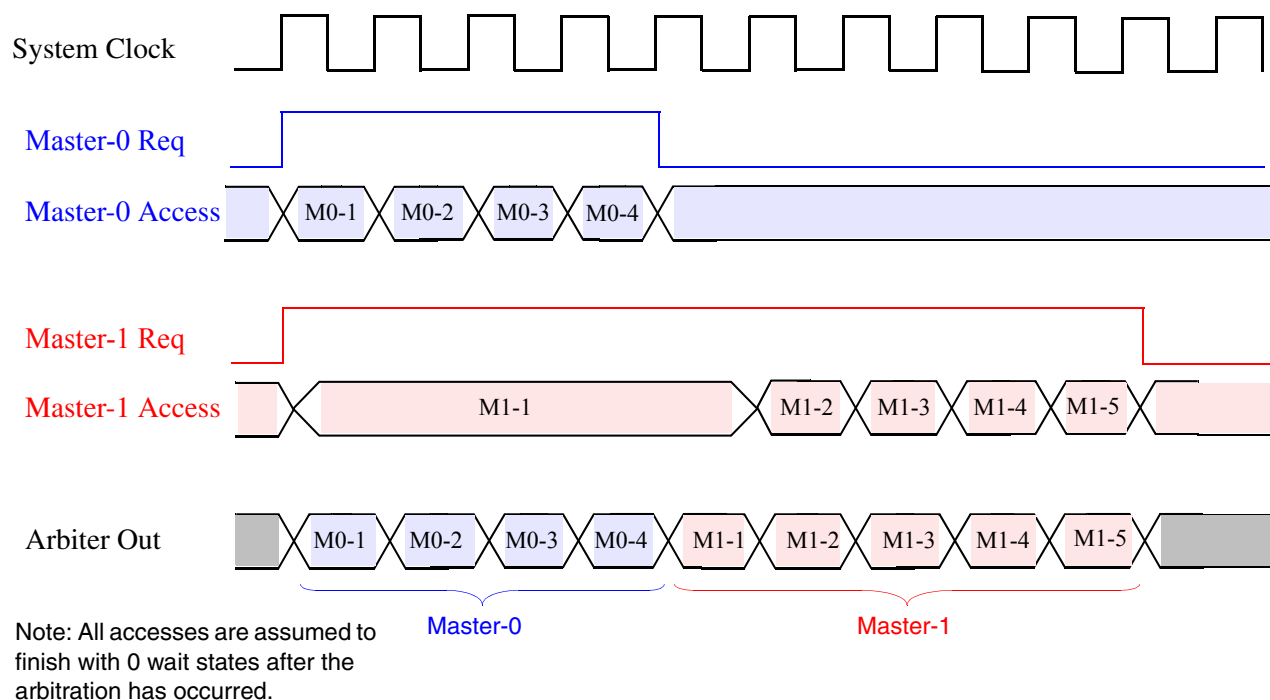 System Clock
Master-0 Req
Master-0 Access
M0-1 M0-2 M0-3 M0-4
Master-1 Req
Master-1 Access
M1-1 M1-2 M1-3 M1-4 M1-5
Arbiter Out
M0-1 M0-2 M0-3 M0-4 M1-1 M1-2 M1-3 M1-4 M1-5
Master-0 Master-1
Note: All accesses are assumed to
finish with 0 wait states after the
arbitration has occurred.